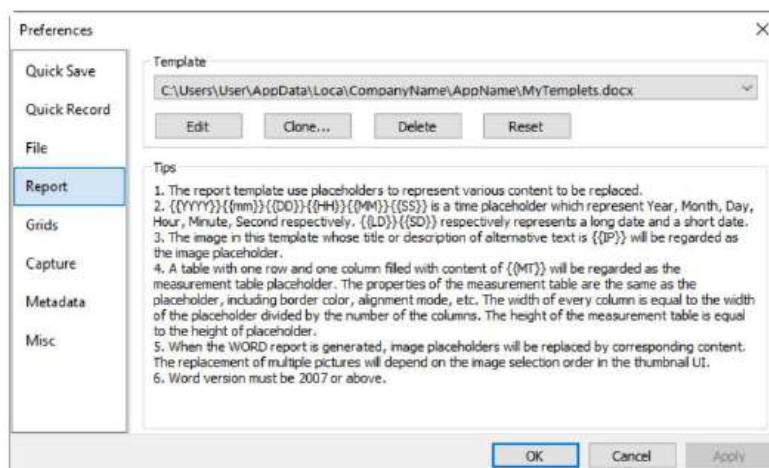 Preferences
Quick Save
Quick Record
File
Report
Grids
Capture
Metadata
Misc
Template
C:\Users\User\AppData\Loca\CompanyName\AppName\MyTemplets.docx
Edit
Clone...
Delete
Reset
Tips
1. The report template use placeholders to represent various content to be replaced.
2. {{YYYY}}{{mm}}{{DD}}{{HH}}{{MM}}{{SS}} is a time placeholder which represent Year, Month, Day,
Hour, Minute, Second respectively. {{LD}}{{SD}} respectively represents a long date and a short date.
3. The image in this template whose title or description of alternative text is {{IP}} will be regarded as
the image placeholder.
4. A table with one row and one column filled with content of {{MT}} will be regarded as the
measurement table placeholder. The properties of the measurement table are the same as the
placeholder, including border color, alignment mode, etc. The width of every column is equal to the width
of the placeholder divided by the number of the columns. The height of the measurement table is equal
to the height of placeholder.
5. When the WORD report is generated, image placeholders will be replaced by corresponding content.
The replacement of multiple pictures will depend on the image selection order in the thumbnail UI.
6. Word version must be 2007 or above.
OK
Cancel
Apply